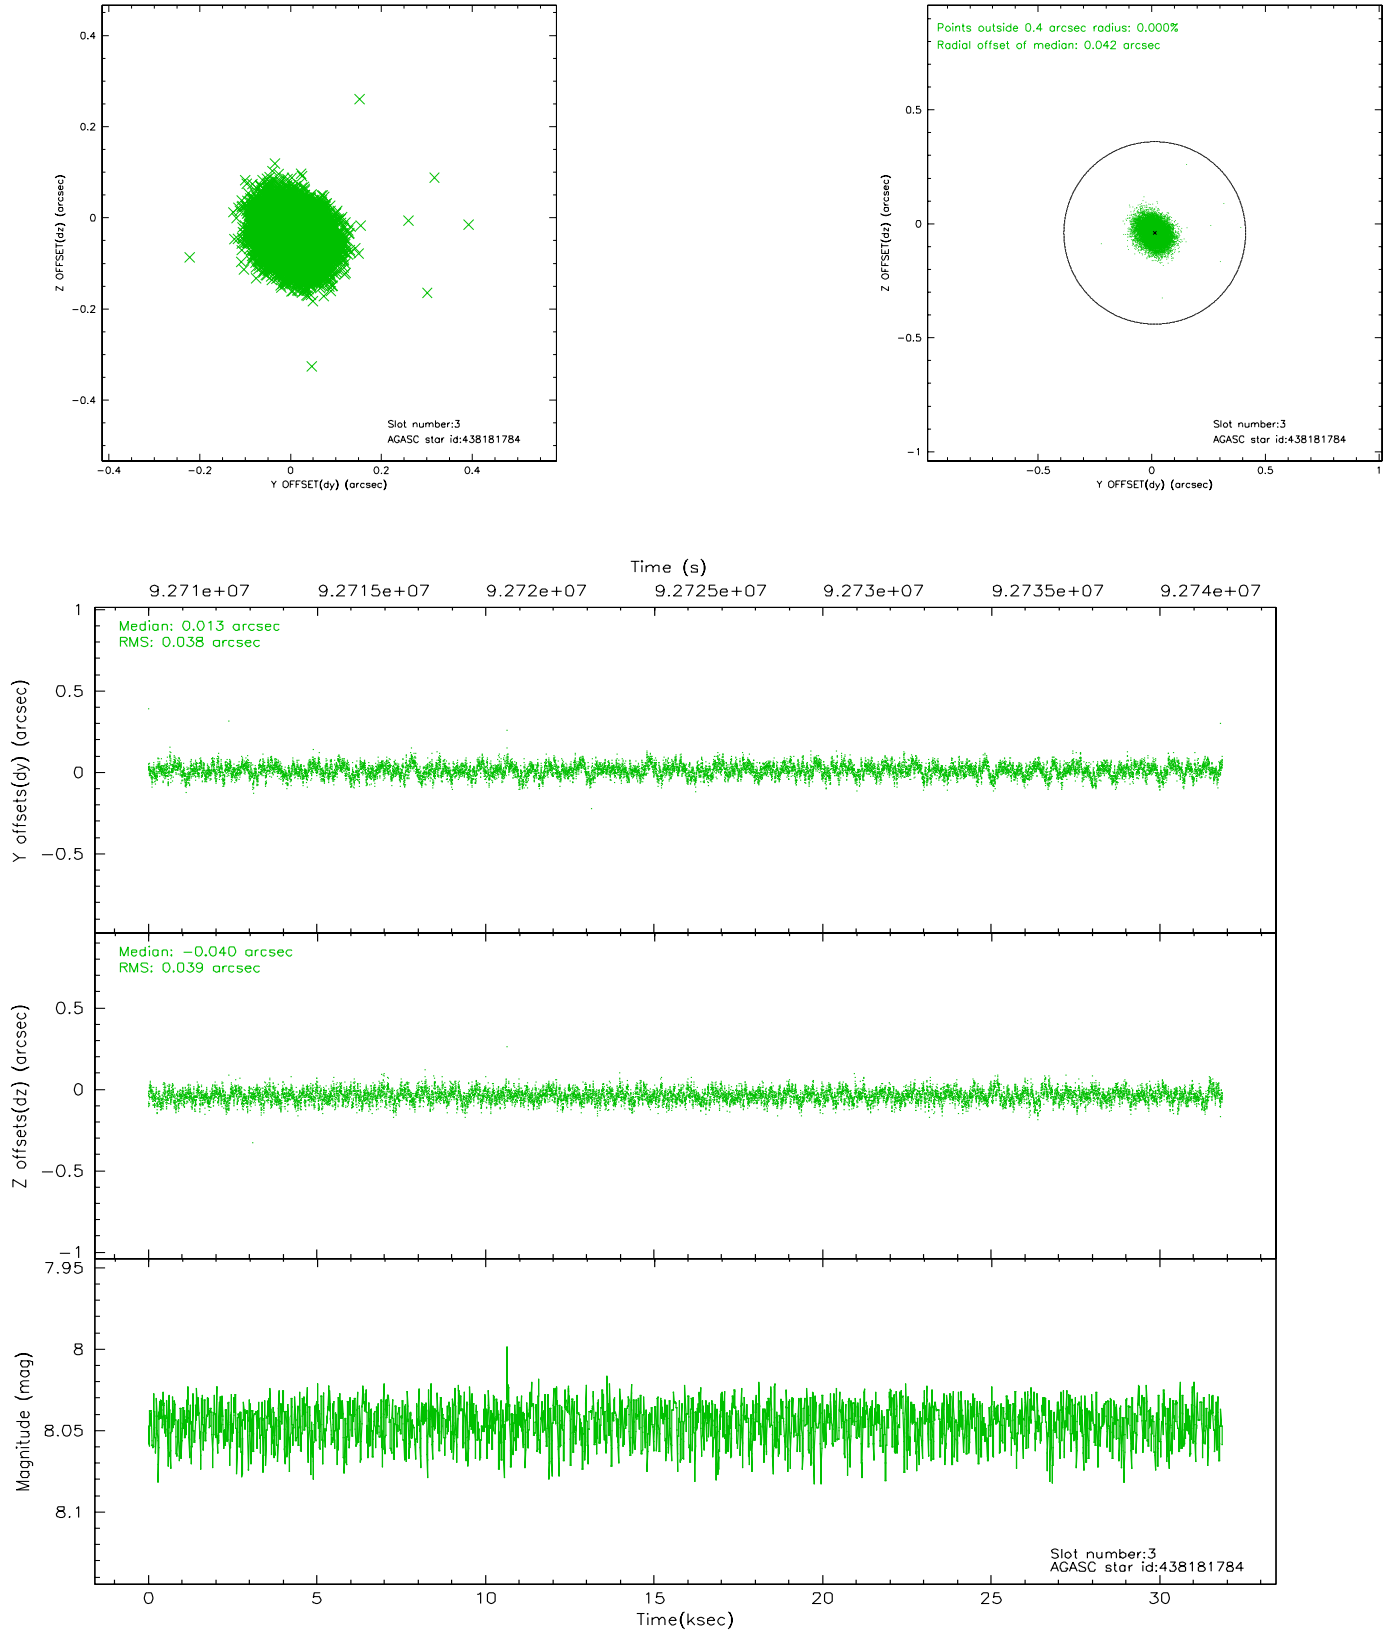 0.4
0.2
0
−0.2
−0.4
Z OFFSET(dz) (arcsec)
Slot number:3
AGASC star id:438181784
−0.4 −0.2 0 0.2 0.4
Y OFFSET(dy) (arcsec)
Points outside 0.4 arcsec radius: 0.000%
Radial offset of median: 0.042 arcsec
0.5
0
−0.5
−1
Z OFFSET(dz) (arcsec)
Slot number:3
AGASC star id:438181784
−0.5 0 0.5 1
Y OFFSET(dy) (arcsec)
Time (s)
9.271e+07 9.2715e+07 9.272e+07 9.2725e+07 9.273e+07 9.2735e+07 9.274e+07
Median: 0.013 arcsec
RMS: 0.038 arcsec
1
0.5
0
−0.5
Y offsets(dy) (arcsec)
Median: −0.040 arcsec
RMS: 0.039 arcsec
0.5
0
−0.5
−1
Z offsets(dz) (arcsec)
7.95
8
8.05
8.1
Magnitude (mag)
Slot number:3
AGASC star id:438181784
0 5 10 15 20 25 30
Time(ksec)